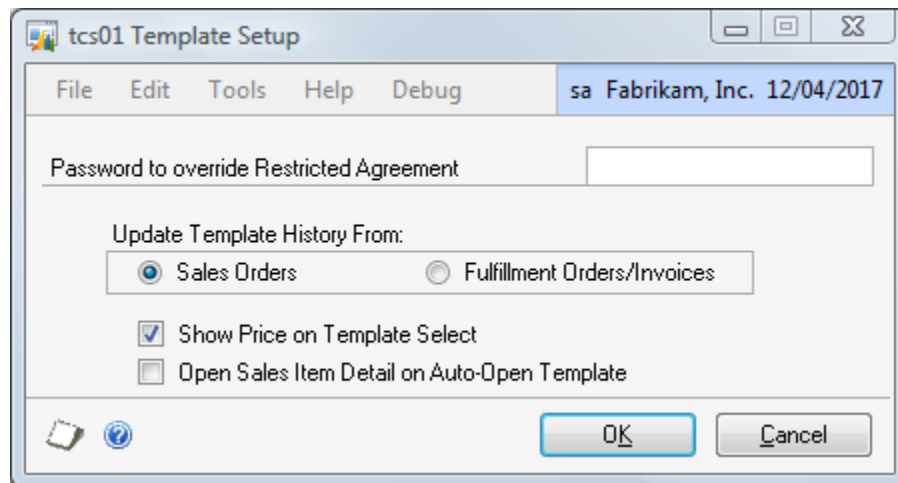 tcs01 Template Setup
File Edit Tools Help Debug sa Fabrikam, Inc. 12/04/2017
Password to override Restricted Agreement
Update Template History From:
Sales Orders Fulfillment Orders/Invoices
Show Price on Template Select
Open Sales Item Detail on Auto-Open Template
OK Cancel